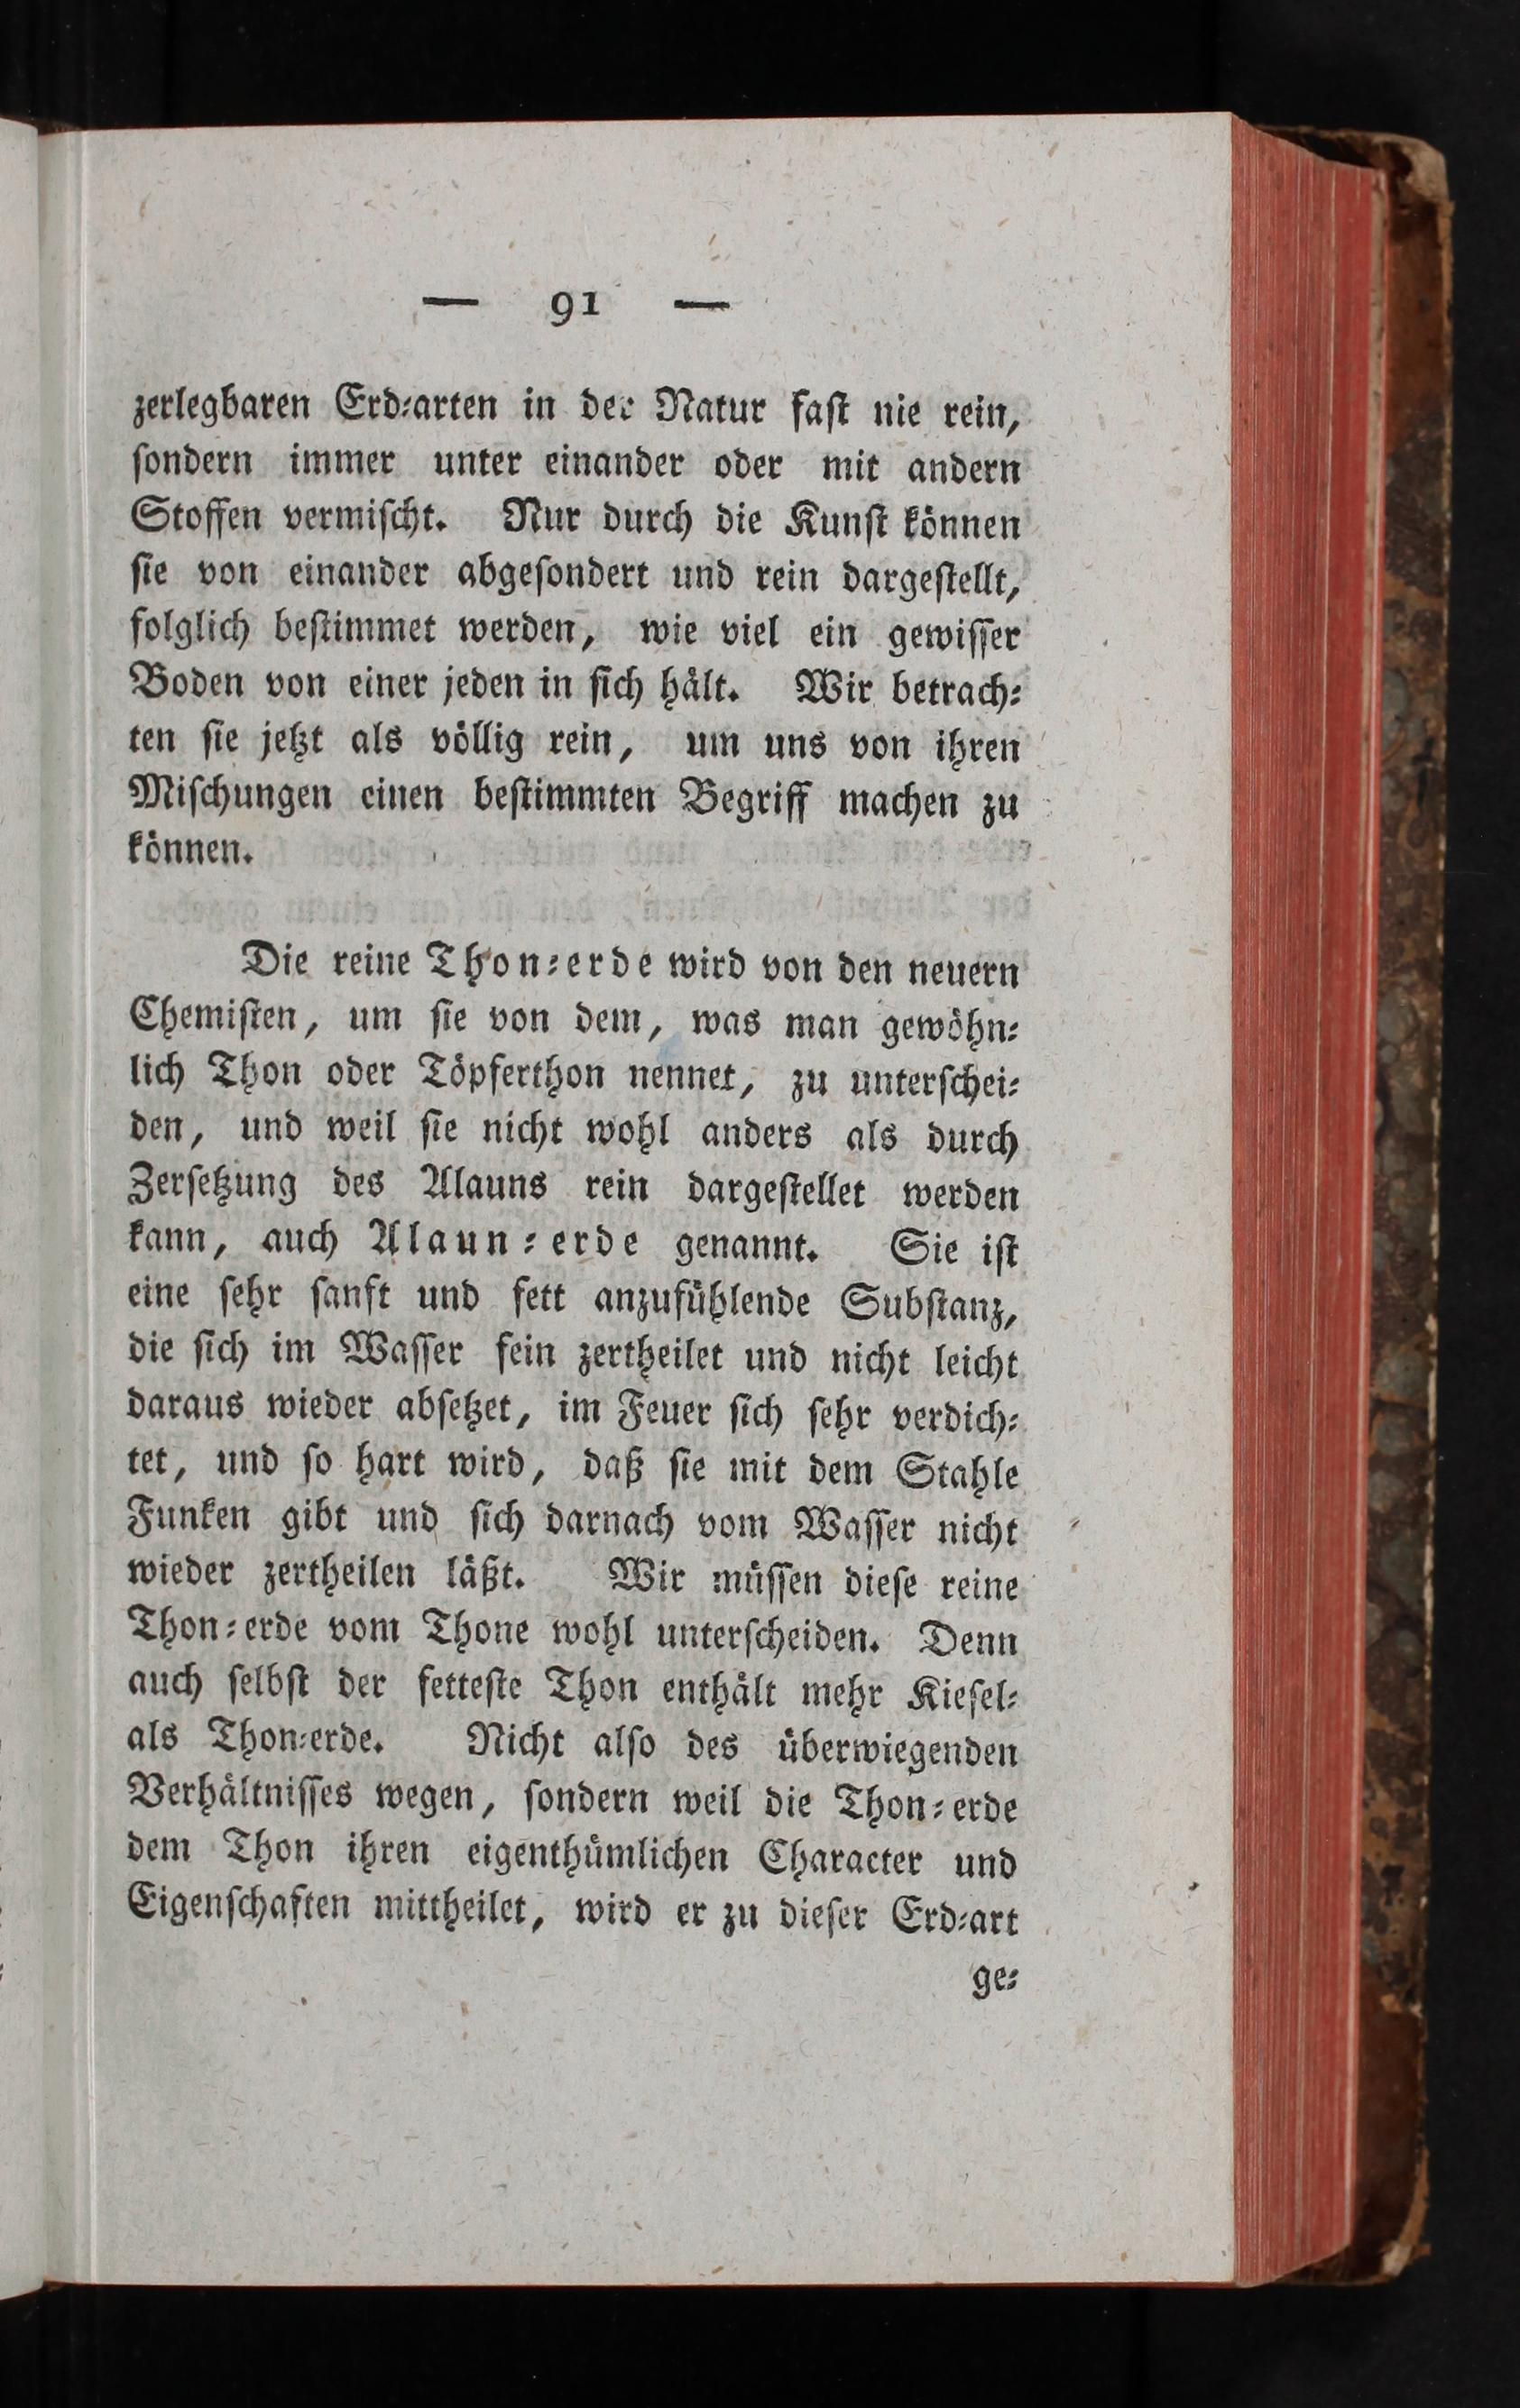 — 91 —
zerlegbaren Erd⸗arten in der Natur faſt nie rein,
ſondern immer unter einander oder mit andern
Stoffen vermiſcht. Nur durch die Kunſt können
ſie von einander abgeſondert und rein dargeſtellt,
folglich beſtimmet werden, wie viel ein gewiſſer
Boden von einer jeden in ſich hält. Wir betrach⸗
ten ſie jetzt als völlig rein, um uns von ihren
Miſchungen einen beſtimmten Begriff machen zu
können.
Die reine Thon⸗erde wird von den neuern
Chemiſten, um ſie von dem, was man gewöhn⸗
lich Thon oder Töpferthon nennet, zu unterſchei⸗
den, und weil ſie nicht wohl anders als durch
Zerſetzung des Alauns rein dargeſtellet werden
kann, auch Alaun⸗erde genannt. Sie iſt
eine ſehr ſanft und fett anzufühlende Subſtanz,
die ſich im Waſſer fein zertheilet und nicht leicht
daraus wieder abſetzet, im Feuer ſich ſehr verdich⸗
tet, und ſo hart wird, daß ſie mit dem Stahle
Funken gibt und ſich darnach vom Waſſer nicht
wieder zertheilen läßt. Wir müſſen dieſe reine
Thon⸗erde vom Thone wohl unterſcheiden. Denn
auch ſelbſt der fetteſte Thon enthält mehr Kieſel⸗
als Thon⸗erde. Nicht alſo des überwiegenden
Verhältniſſes wegen, ſondern weil die Thon⸗erde
dem Thon ihren eigenthümlichen Character und
Eigenſchaften mittheilet, wird er zu dieſer Erd⸗art
ge⸗